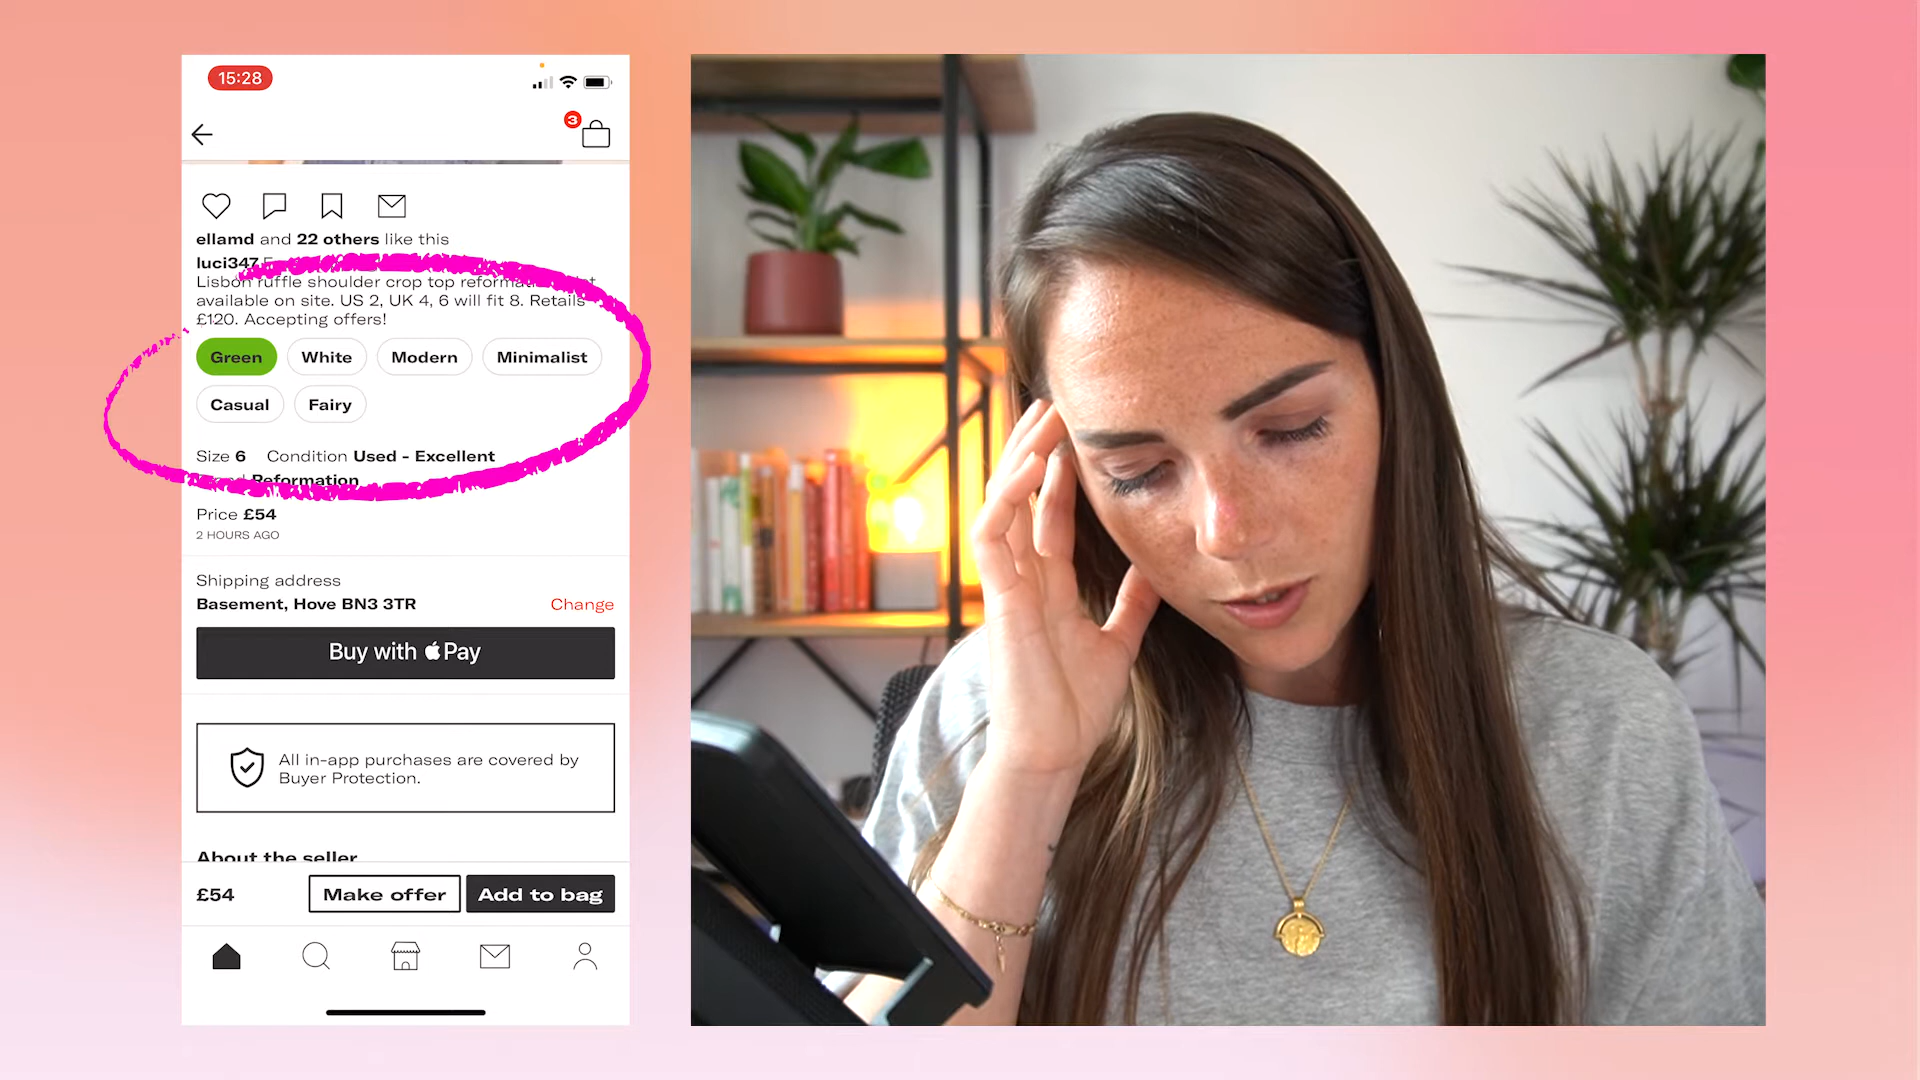 15:28
3
ellamd and 22 others like this
luci347
Lisbon ruffle shoulder crop top
available on site. US 2, UK 4, 6 will fit 8. Retails
£120. Accepting offers!
Green White Modern Minimalist
Casual Fairy
Size 6 Condition Used - Excellent
Reformation
Price £54
2 HOURS AGO
Shipping address
Basement, Hove BN3 3TR Change
Buy with Pay
All in-app purchases are covered by
Buyer Protection.
About the seller
£54 Make offer Add to bag